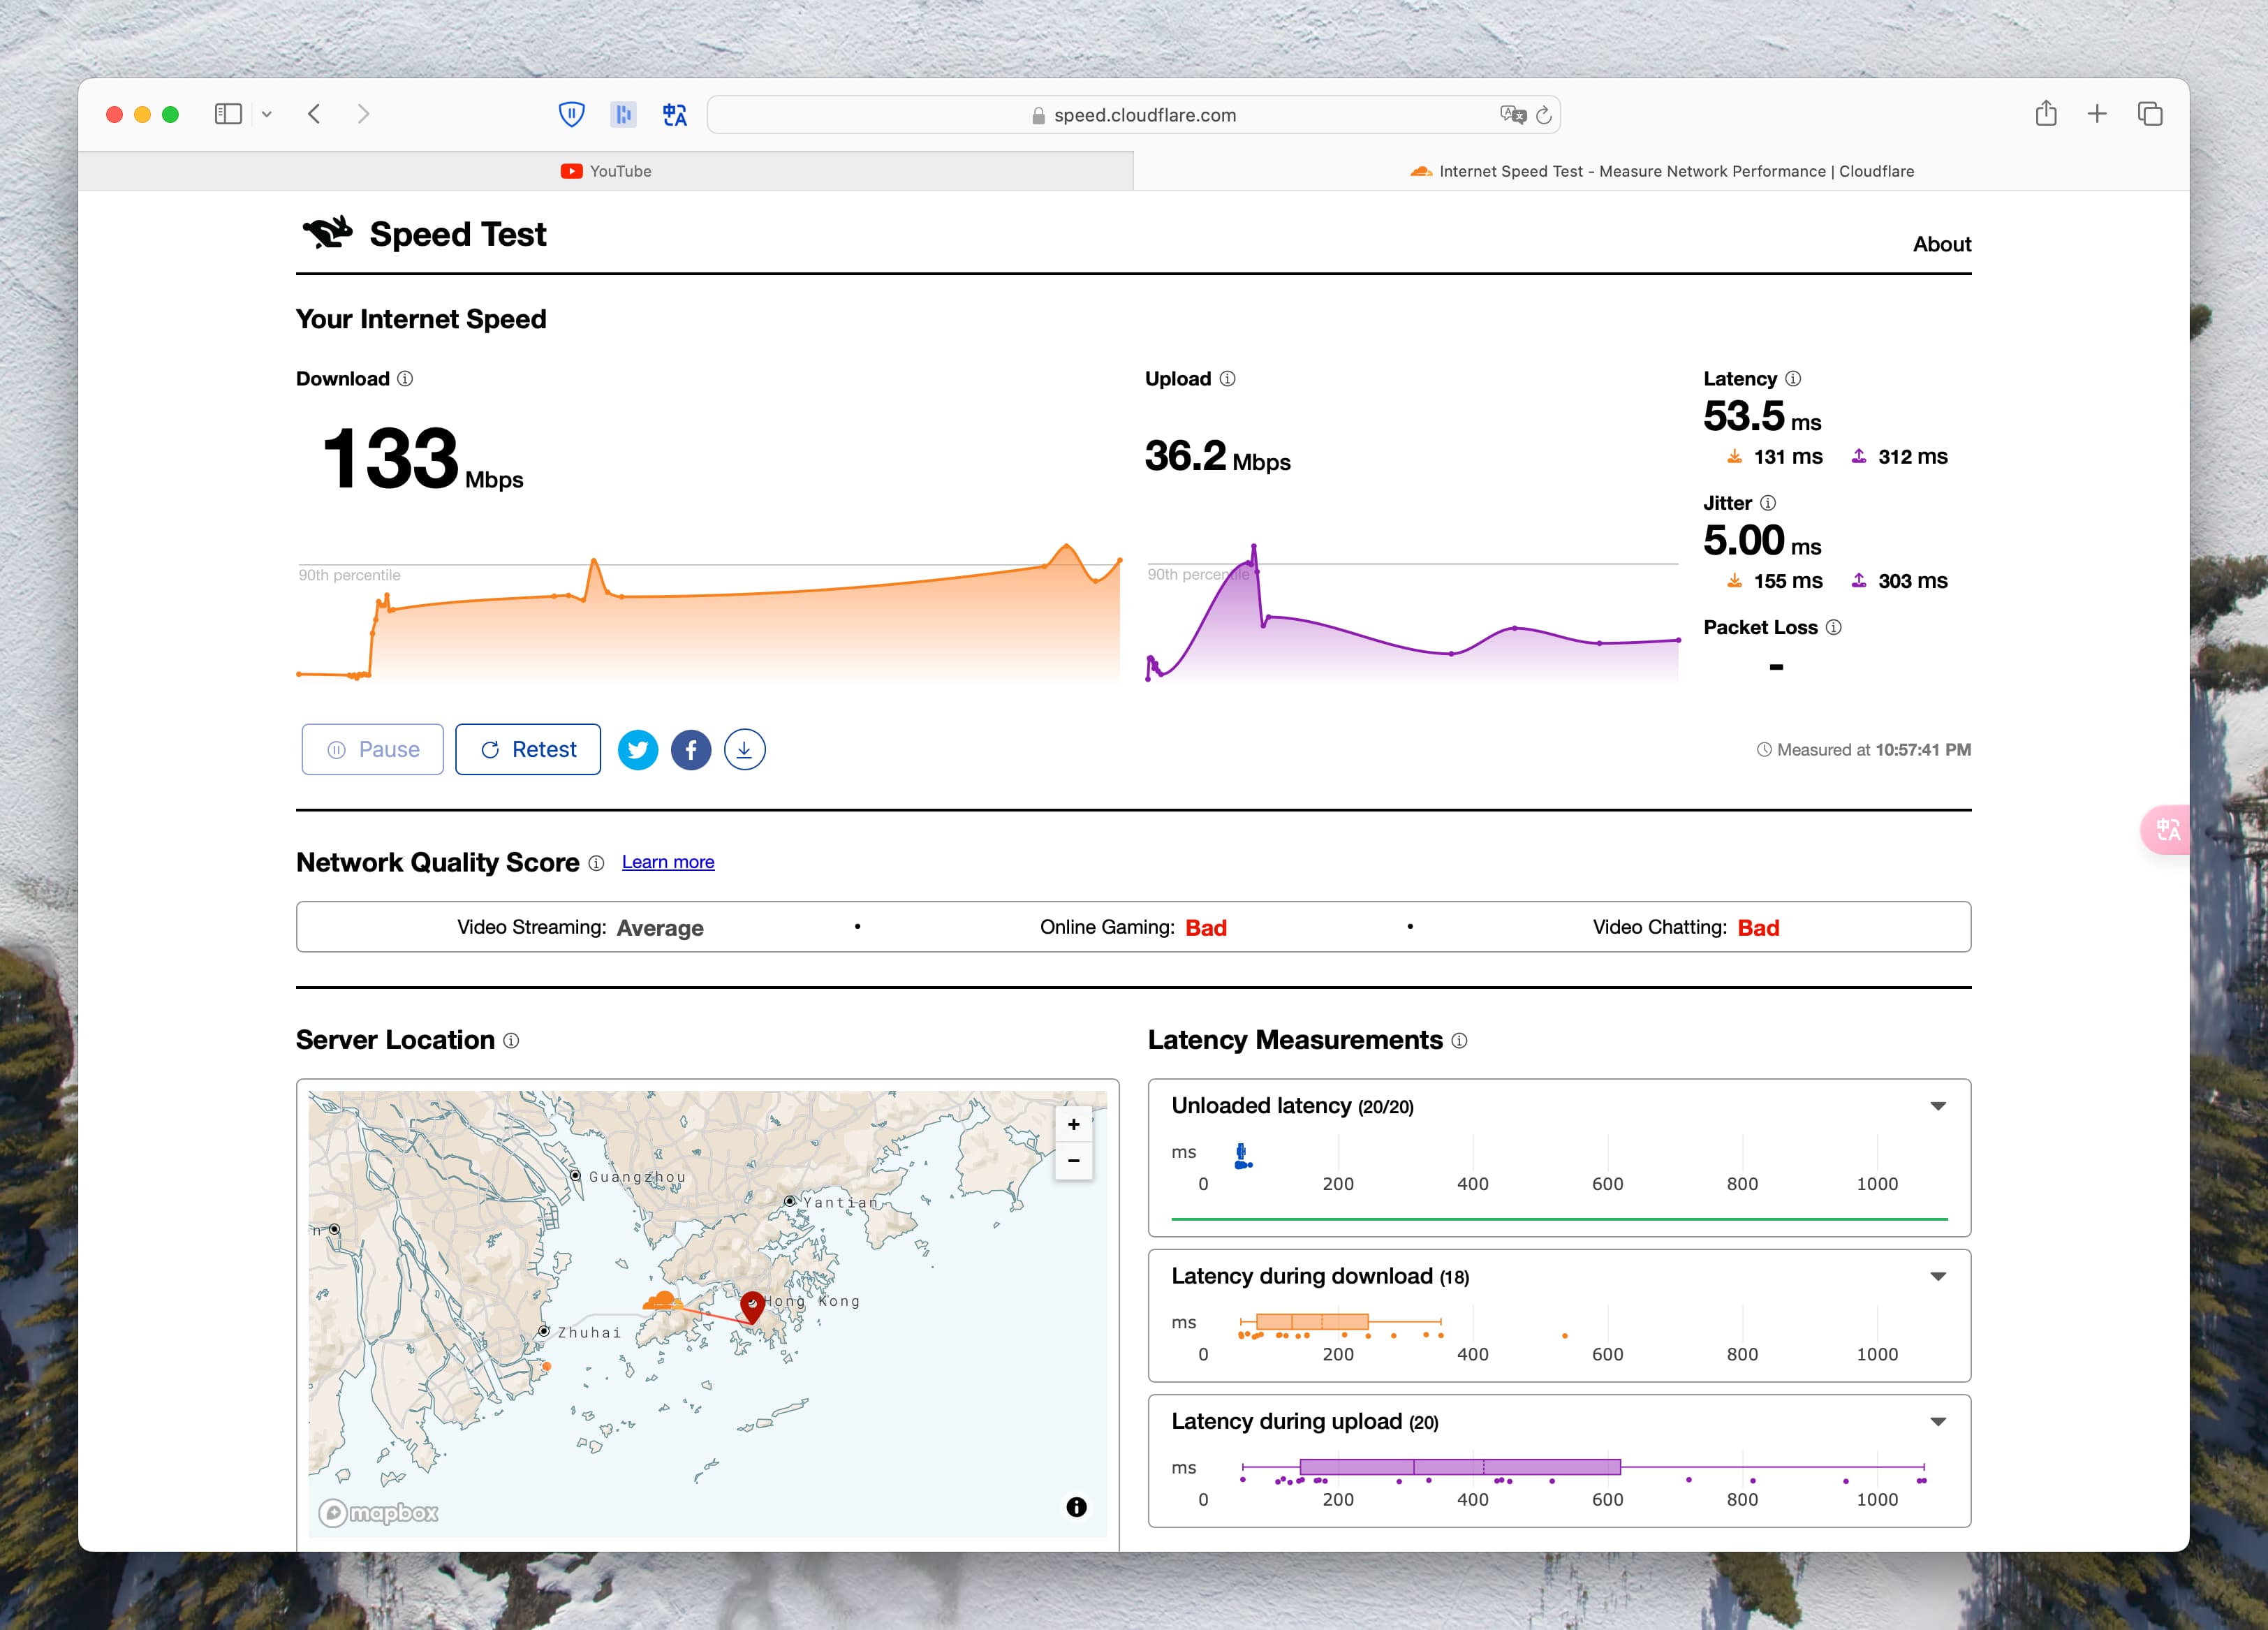 speed.cloudflare.com
YouTube
Internet Speed Test - Measure Network Performance | Cloudflare
Speed Test
About
Your Internet Speed
Download
133 Mbps
90th percentile
Upload
36.2 Mbps
90th percentile
Latency
53.5 ms
131 ms 312 ms
Jitter
5.00 ms
155 ms 303 ms
Packet Loss
-
Pause
Retest
Measured at 10:57:41 PM
Network Quality Score Learn more
Video Streaming: Average • Online Gaming: Bad • Video Chatting: Bad
Server Location
+
−
Guangzhou
Yantian
n
Hong Kong
Zhuhai
mapbox
Latency Measurements
Unloaded latency (20/20)
ms
0 200 400 600 800 1000
Latency during download (18)
ms
0 200 400 600 800 1000
Latency during upload (20)
ms
0 200 400 600 800 1000